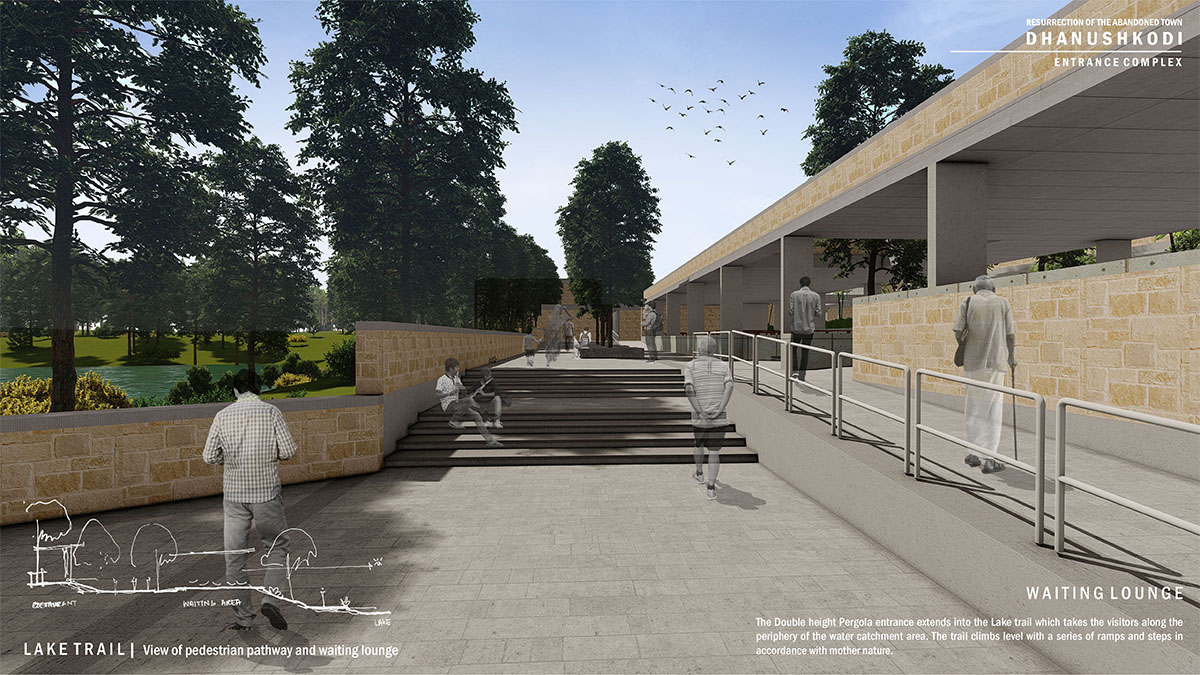 RESURRECTION OF THE ABANDONED TOWN
DHANUSHKODI
ENTRANCE COMPLEX
RESTAURANT
WAITING AREA
LAKE
WAITING LOUNGE
The Double height Pergola entrance extends into the Lake trail which takes the visitors along the
periphery of the water catchment area. The trail climbs level with a series of ramps and steps in
accordance with mother nature.
LAKE TRAIL | View of pedestrian pathway and waiting lounge